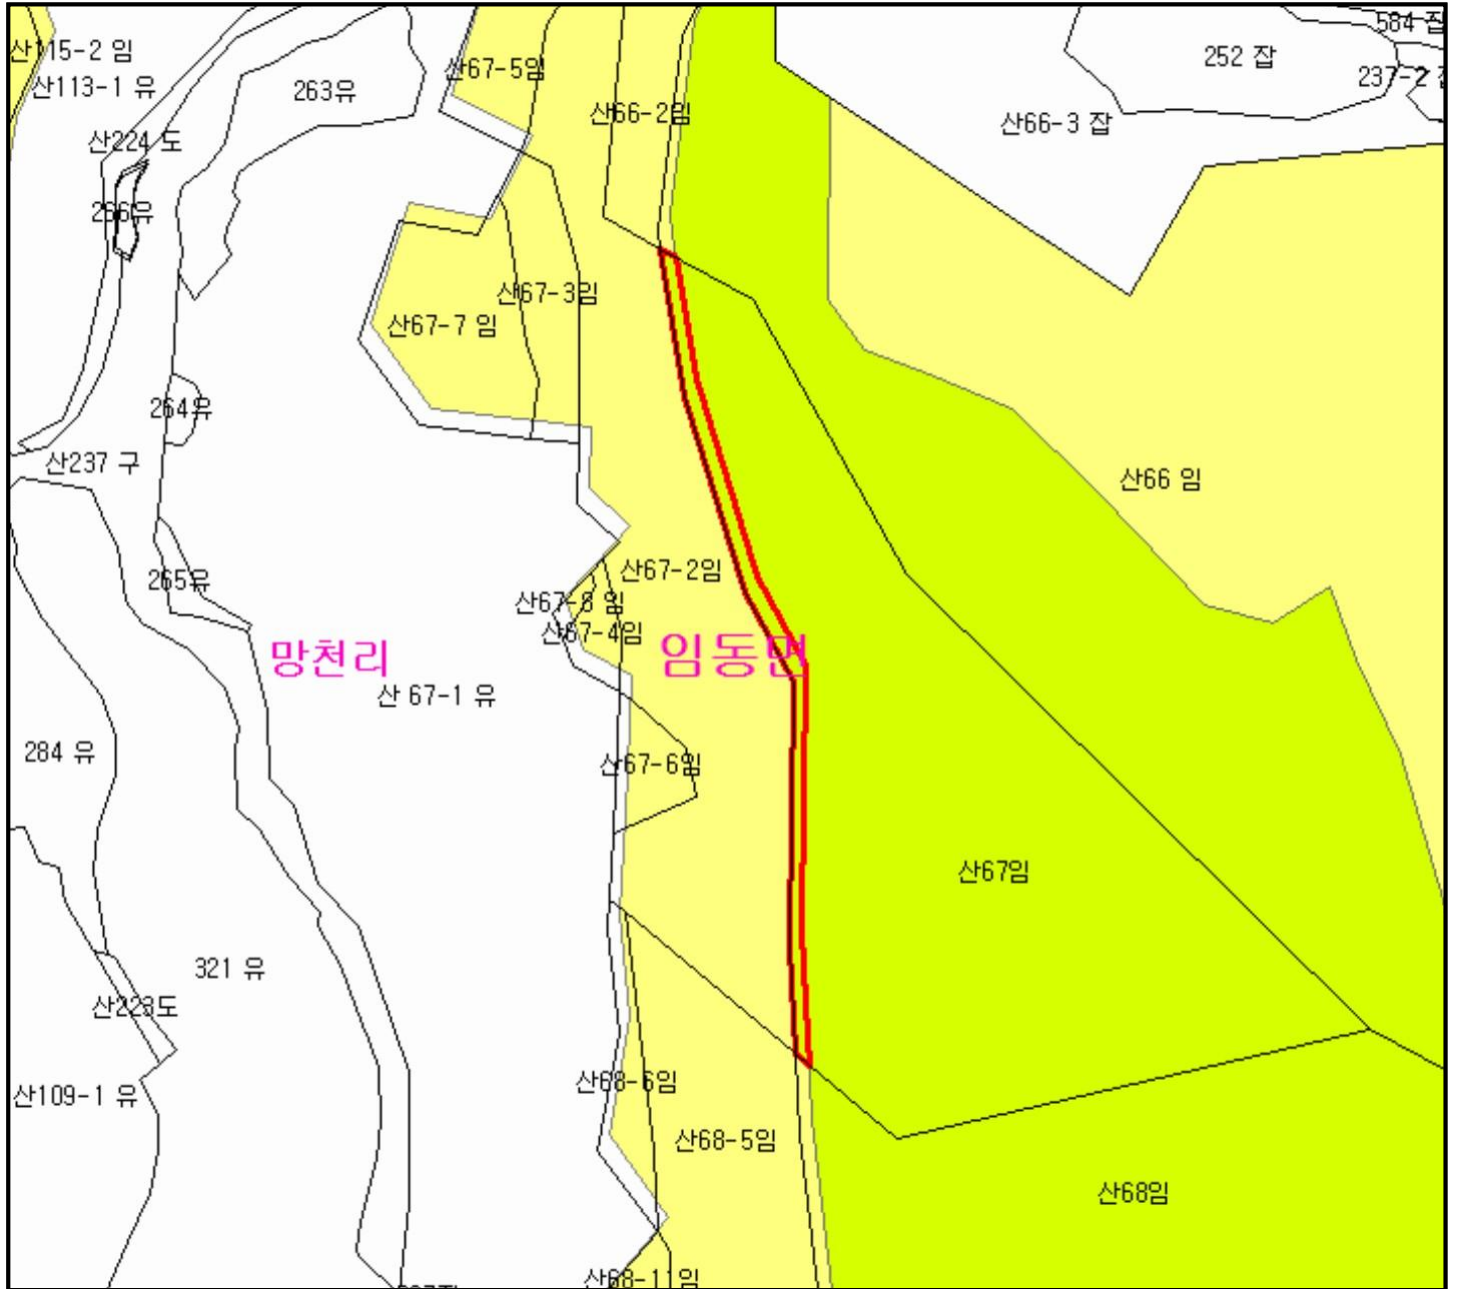 584 잡
산115-2 임
252 잡
산67-5임
237-2 잡
산113-1 유
263유
산66-2임
산66-3 잡
산224 도
266유
산67-3임
산67-7 임
264유
산237 구
산66 임
산67-2임
265유
산67-8 임
산67-4임
망천리
임동면
산 67-1 유
284 유
산67-6임
산67임
321 유
산223도
산68-6임
산109-1 유
산68-5임
산68임
산68-11임